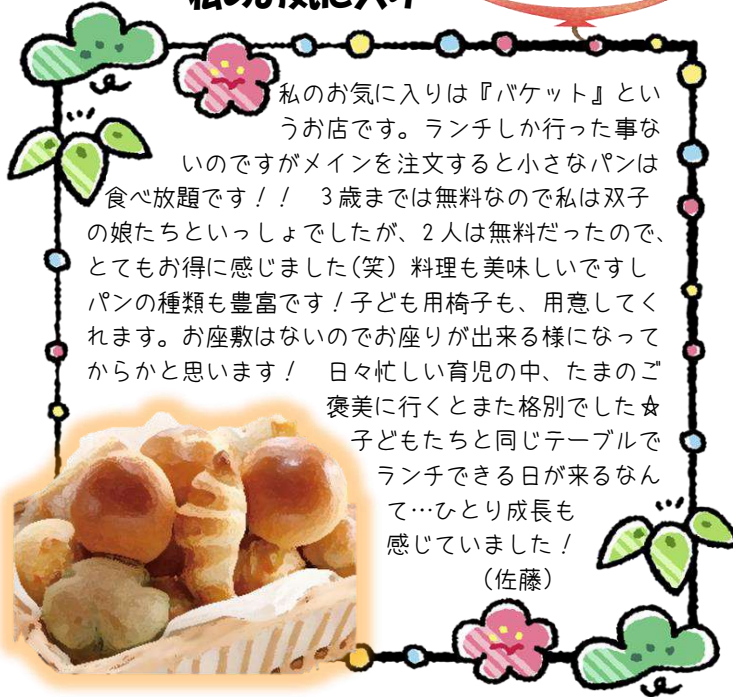 私のお気に入り
私のお気に入りは『バケット』とい
うお店です。ランチしか行った事な
いのですがメインを注文すると小さなパンは
食べ放題です！！　3歳までは無料なので私は双子
の娘たちといっしょでしたが、2人は無料だったので、
とてもお得に感じました(笑）料理も美味しいですし
パンの種類も豊富です！子ども用椅子も、用意してく
れます。お座敷はないのでお座りが出来る様になって
からかと思います！　日々忙しい育児の中、たまのご
褒美に行くとまた格別でした☆
子どもたちと同じテーブルで
ランチできる日が来るなん
て…ひとり成長も
感じていました！
（佐藤）